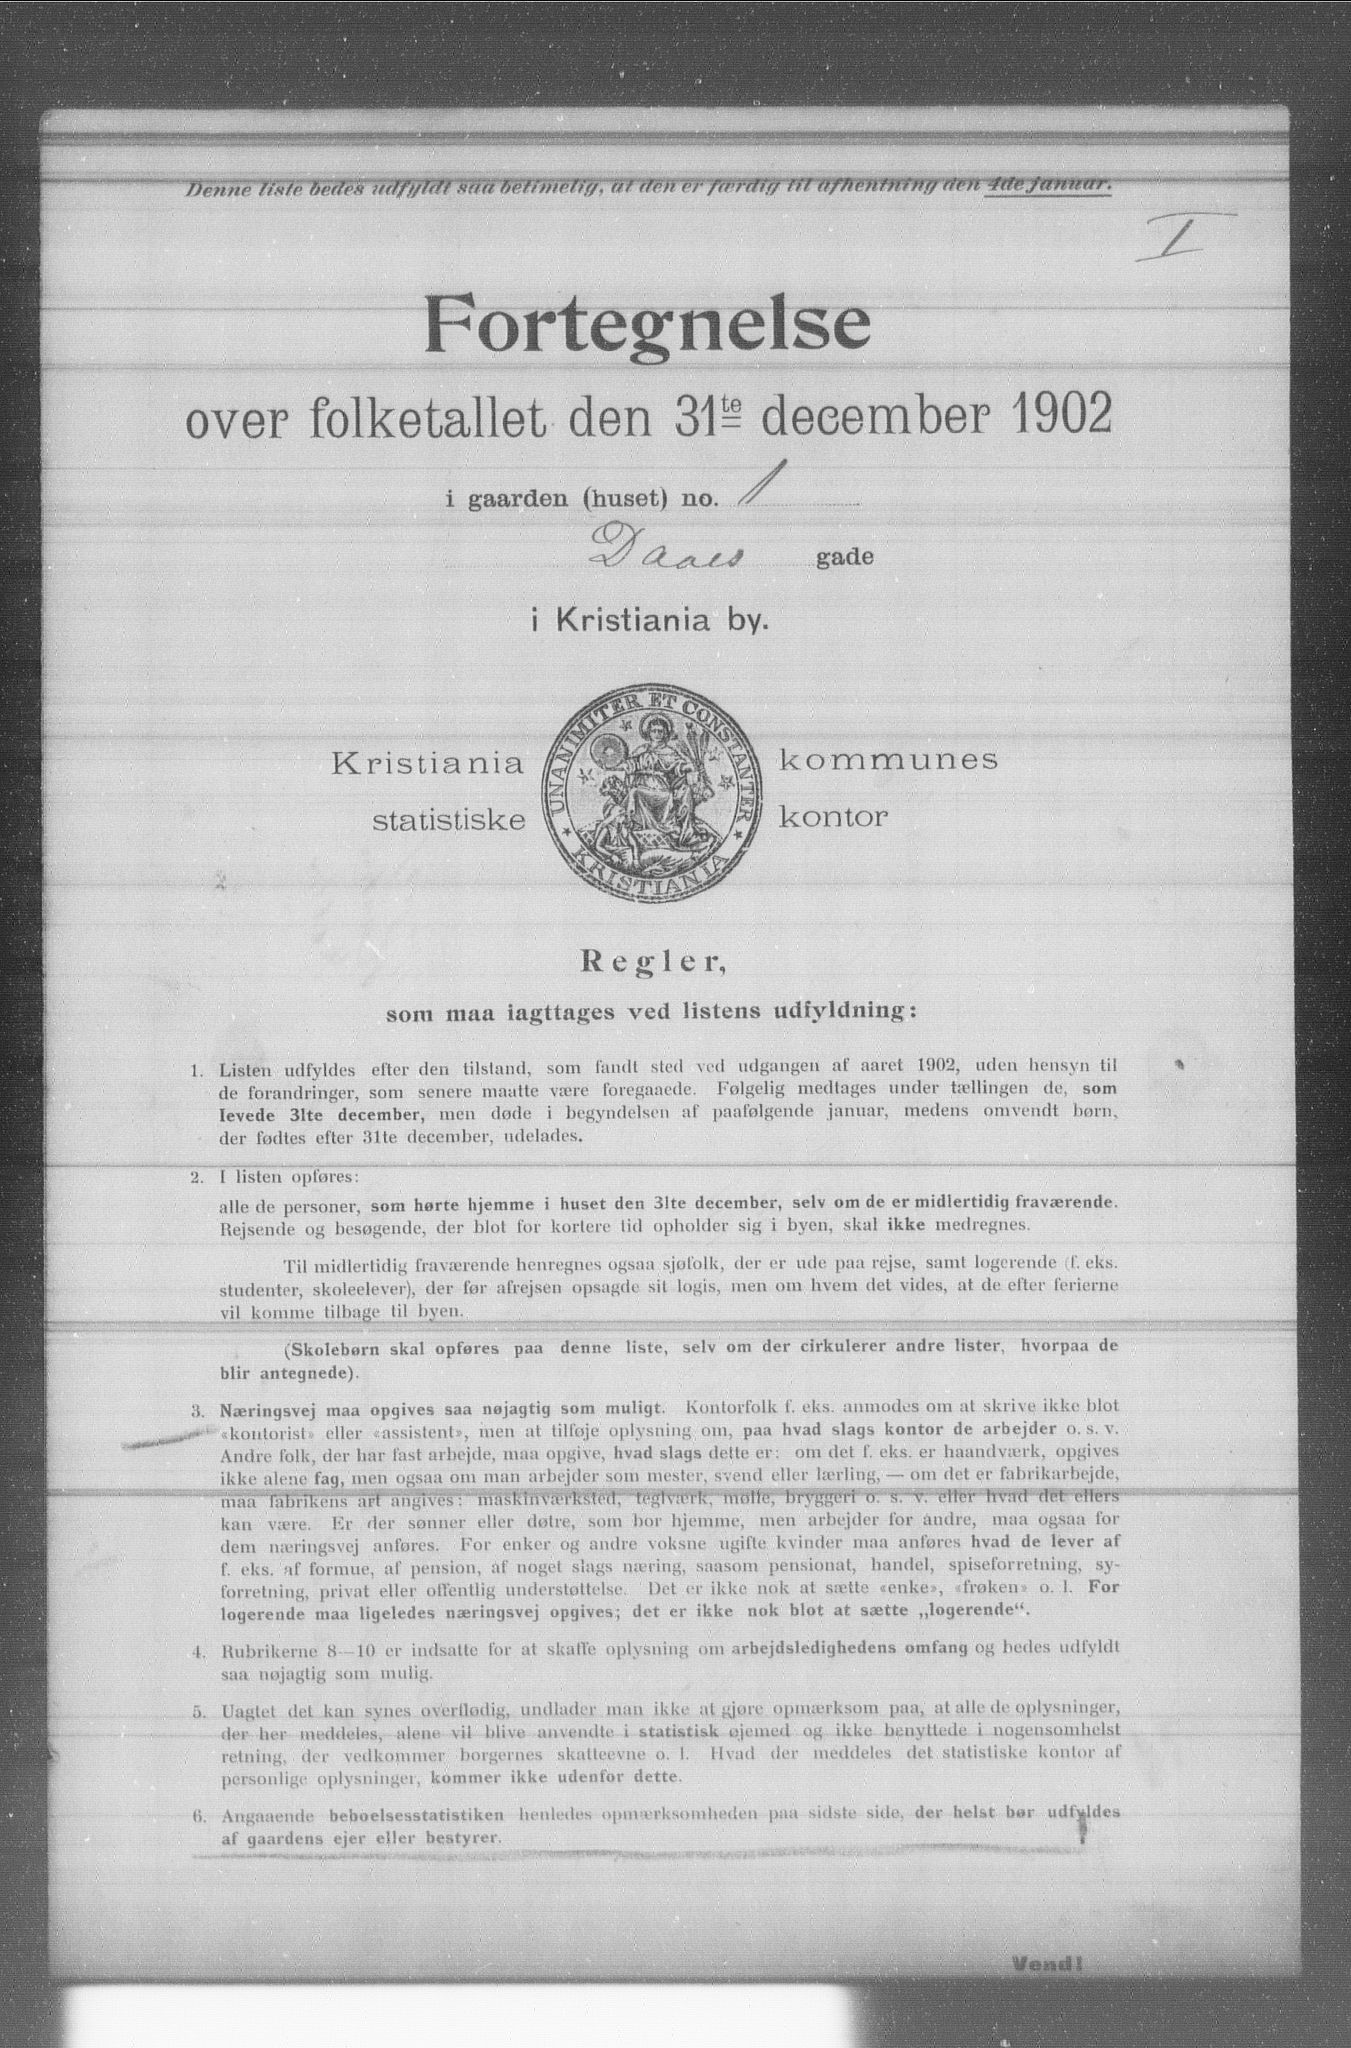 Denne liste bedes udfyldt saa betimelig, at den er færdig til afhentning den 4de januar.
I
Fortegnelse
over folketallet den 31te december 1902
i gaarden (huset) no. 1
Daaes gade
i Kristiania by.
Kristiania kommunes
statistiske kontor
UNANIMITER ET CONSTANTER
KRISTIANIA
Regler,
som maa iagttages ved listens udfyldning:
1. Listen udfyldes efter den tilstand, som fandt sted ved udgangen af aaret 1902, uden hensyn til
de forandringer, som senere maatte være foregaaede. Følgelig medtages under tællingen de, som
levede 31te december, men døde i begyndelsen af paafølgende januar, medens omvendt børn,
der fødtes efter 31te december, udelades.
2. I listen opføres:
alle de personer, som hørte hjemme i huset den 31te december, selv om de er midlertidig fraværende.
Rejsende og besøgende, der blot for kortere tid opholder sig i byen, skal ikke medregnes.
Til midlertidig fraværende henregnes ogsaa sjøfolk, der er ude paa rejse, samt logerende (f. eks.
studenter, skoleelever), der før afrejsen opsagde sit logis, men om hvem det vides, at de efter ferierne
vil komme tilbage til byen.
(Skolebørn skal opføres paa denne liste, selv om der cirkulerer andre lister, hvorpaa de
blir antegnede).
3. Næringsvej maa opgives saa nøjagtig som muligt. Kontorfolk f. eks. anmodes om at skrive ikke blot
«kontorist» eller «assistent», men at tilføje oplysning om, paa hvad slags kontor de arbejder o. s. v.
Andre folk, der har fast arbejde, maa opgive, hvad slags dette er: om det f. eks. er haandværk, opgives
ikke alene fag, men ogsaa om man arbejder som mester, svend eller lærling, — om det er fabrikarbejde,
maa fabrikens art angives: maskinværksted, teglværk, mølle, bryggeri o. s. v. eller hvad det ellers
kan være. Er der sønner eller døtre, som bor hjemme, men arbejder for andre, maa ogsaa for
dem næringsvej anføres. For enker og andre voksne ugifte kvinder maa anføres hvad de lever af
f. eks. af formue, af pension, af noget slags næring, saasom pensionat, handel, spiseforretning, sy-
forretning, privat eller offentlig understøttelse. Det er ikke nok at sætte «enke», «frøken» o. l. For
logerende maa ligeledes næringsvej opgives; det er ikke nok blot at sætte „logerende“.
4. Rubrikerne 8—10 er indsatte for at skaffe oplysning om arbejdsledighedens omfang og bedes udfyldt
saa nøjagtig som mulig.
5. Uagtet det kan synes overflødig, undlader man ikke at gjøre opmærksom paa, at alle de oplysninger,
der her meddeles, alene vil blive anvendte i statistisk øjemed og ikke benyttede i nogensomhelst
retning, der vedkommer borgernes skatteevne o. l. Hvad der meddeles det statistiske kontor af
personlige oplysninger, kommer ikke udenfor dette.
6. Angaaende beboelsesstatistiken henledes opmærksomheden paa sidste side, der helst bør udfyldes
af gaardens ejer eller bestyrer.
Vend!